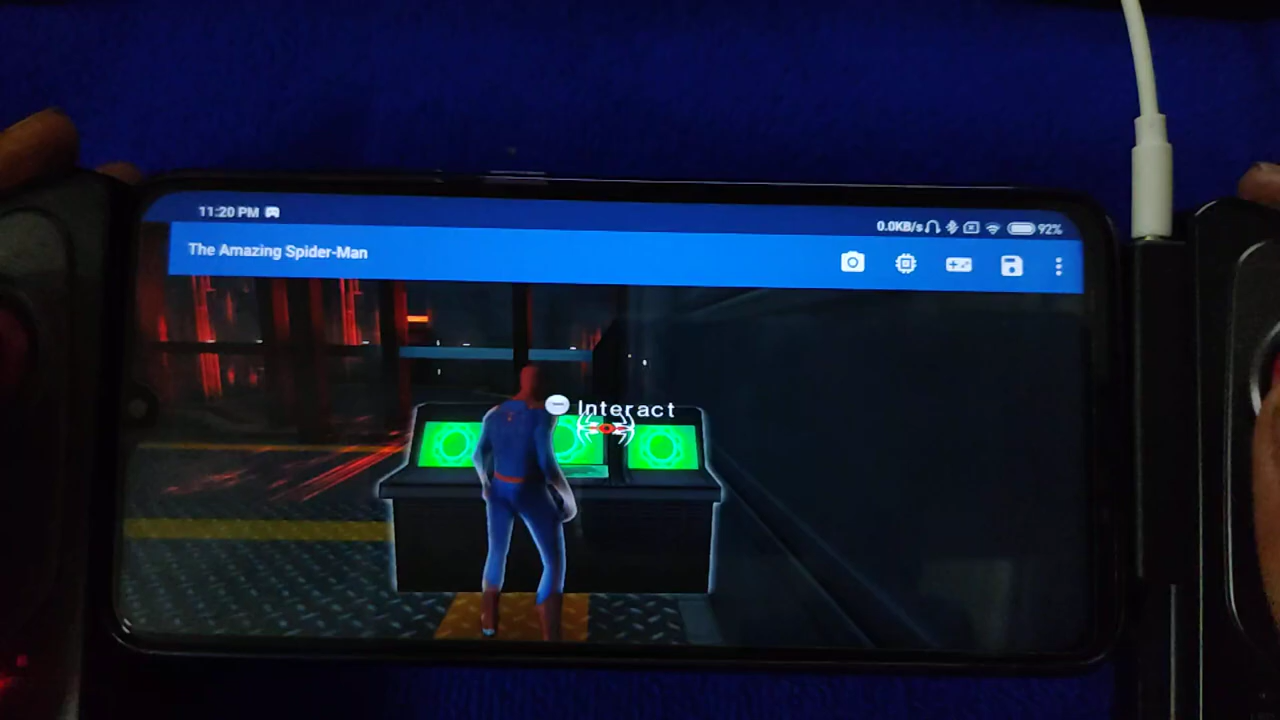 11:20 PM
0.0KB/s 92%
The Amazing Spider-Man
Interact